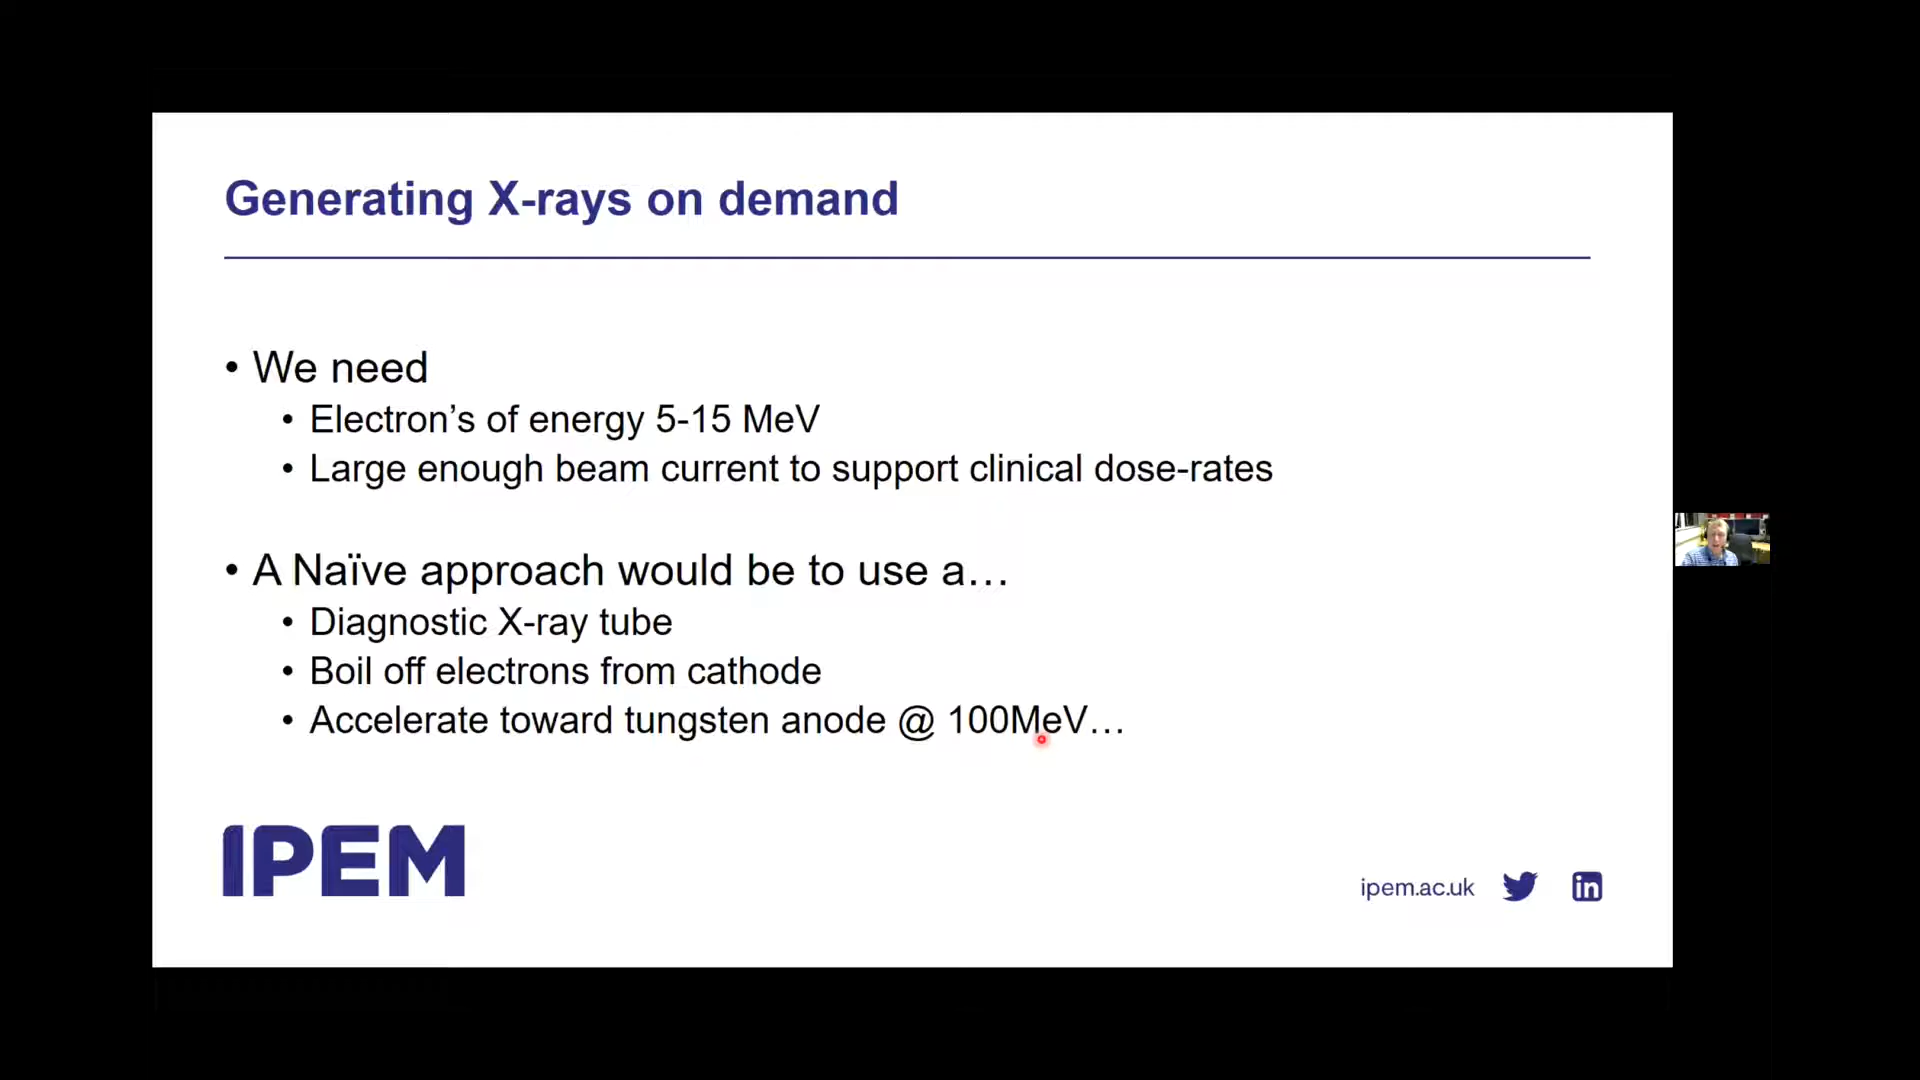 Generating X-rays on demand
• We need
• Electron’s of energy 5-15 MeV
• Large enough beam current to support clinical dose-rates
• A Naïve approach would be to use a…
• Diagnostic X-ray tube
• Boil off electrons from cathode
• Accelerate toward tungsten anode @ 100MeV…
IPEM
ipem.ac.uk
in